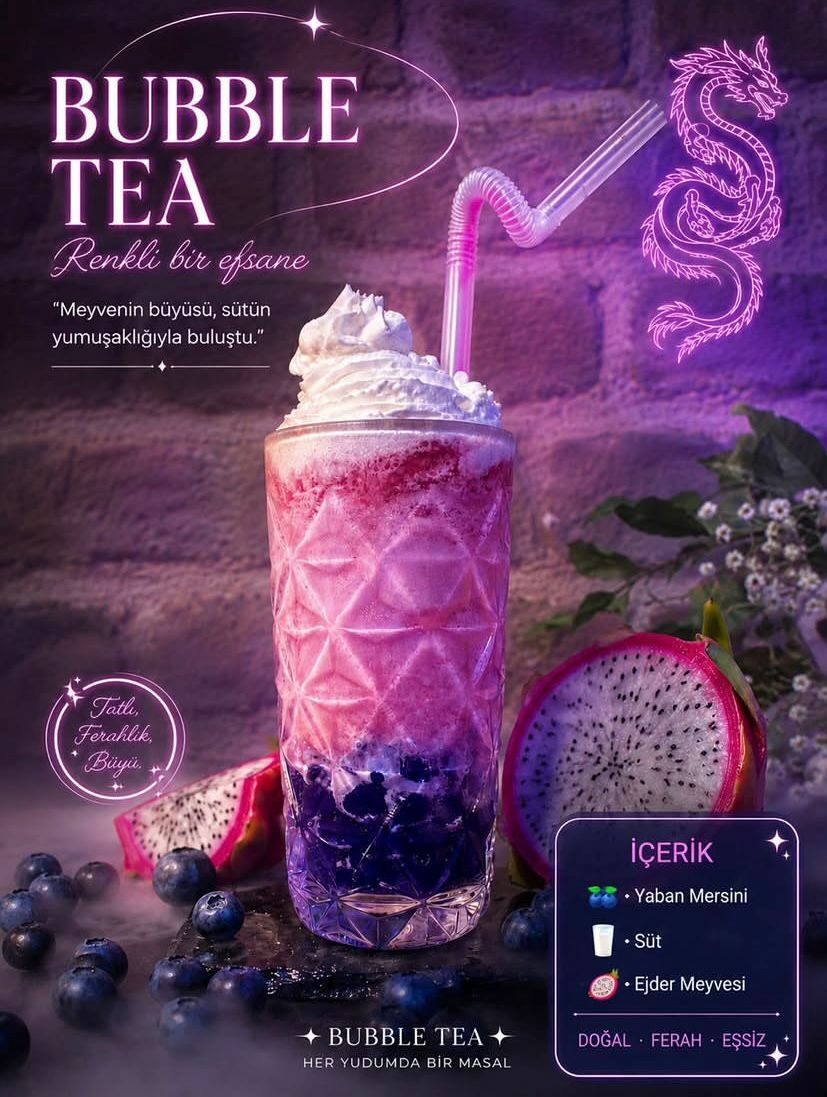 BUBBLE
TEA
Renkli bir efsane
“Meyvenin büyüsü, sütün
yumuşaklığıyla buluştu.”
Tatlı,
Ferahlık,
Büyü.
İÇERİK
• Yaban Mersini
• Süt
• Ejder Meyvesi
DOĞAL · FERAH · EŞSİZ
BUBBLE TEA
HER YUDUMDA BİR MASAL